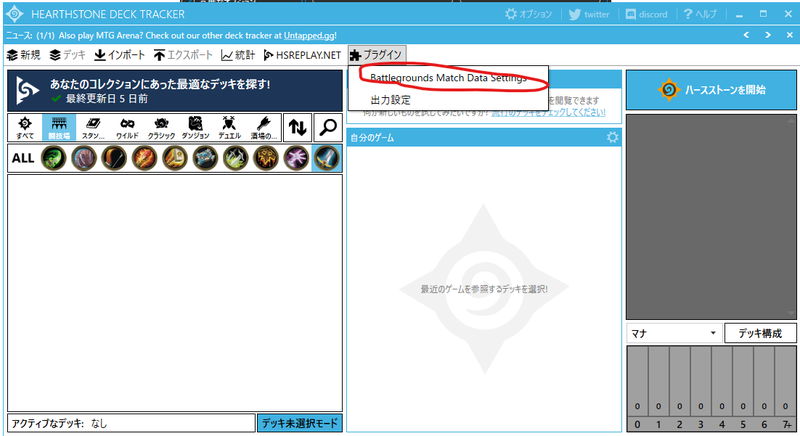 HEARTHSTONE DECK TRACKER
オプション twitter discord ? ヘルプ
ニュース: (1/1) Also play MTG Arena? Check out our other deck tracker at Untapped.gg!
新規 デッキ インポート エクスポート 統計 HSREPLAY.NET プラグイン
Battlegrounds Match Data Settings
出力設定
あなたのコレクションにあった最適なデッキを探す!
最終更新日 5 日前
ハースストーンを開始
を閲覧できます
何か新しいものを試してみたいですか? 流行のデッキをチェックしてください!
すべて 闘技場 スタン... ワイルド クラシック ダンジョン デュエル 酒場の...
ALL
自分のゲーム
最近のゲームを参照するデッキを選択!
マナ デッキ構成
0 0 0 0 0 0 0 0
0 1 2 3 4 5 6 7+
アクティブなデッキ: なし
デッキ未選択モード